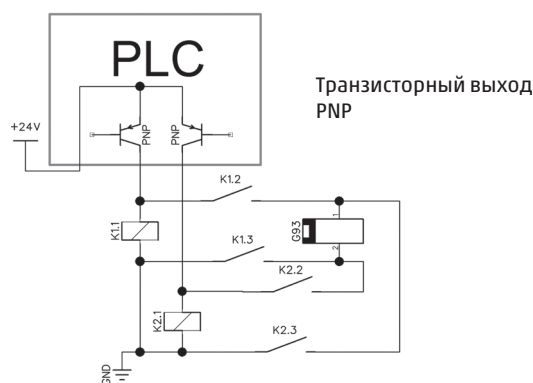 PLC
Транзисторный выход
PNP
+24V
PNP
PNP
K1.2
K1.1
G93
1
2
K1.3
K2.2
K2.1
K2.3
GND